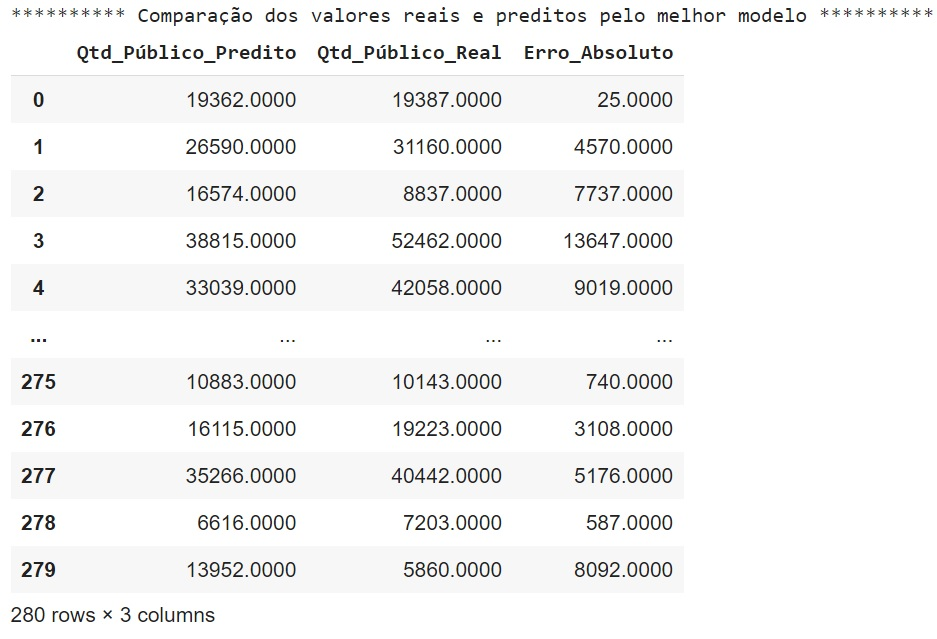 ********** Comparação dos valores reais e preditos pelo melhor modelo **********
Qtd_Público_Predito Qtd_Público_Real Erro_Absoluto
0 19362.0000 19387.0000 25.0000
1 26590.0000 31160.0000 4570.0000
2 16574.0000 8837.0000 7737.0000
3 38815.0000 52462.0000 13647.0000
4 33039.0000 42058.0000 9019.0000
... ... ... ...
275 10883.0000 10143.0000 740.0000
276 16115.0000 19223.0000 3108.0000
277 35266.0000 40442.0000 5176.0000
278 6616.0000 7203.0000 587.0000
279 13952.0000 5860.0000 8092.0000
280 rows × 3 columns